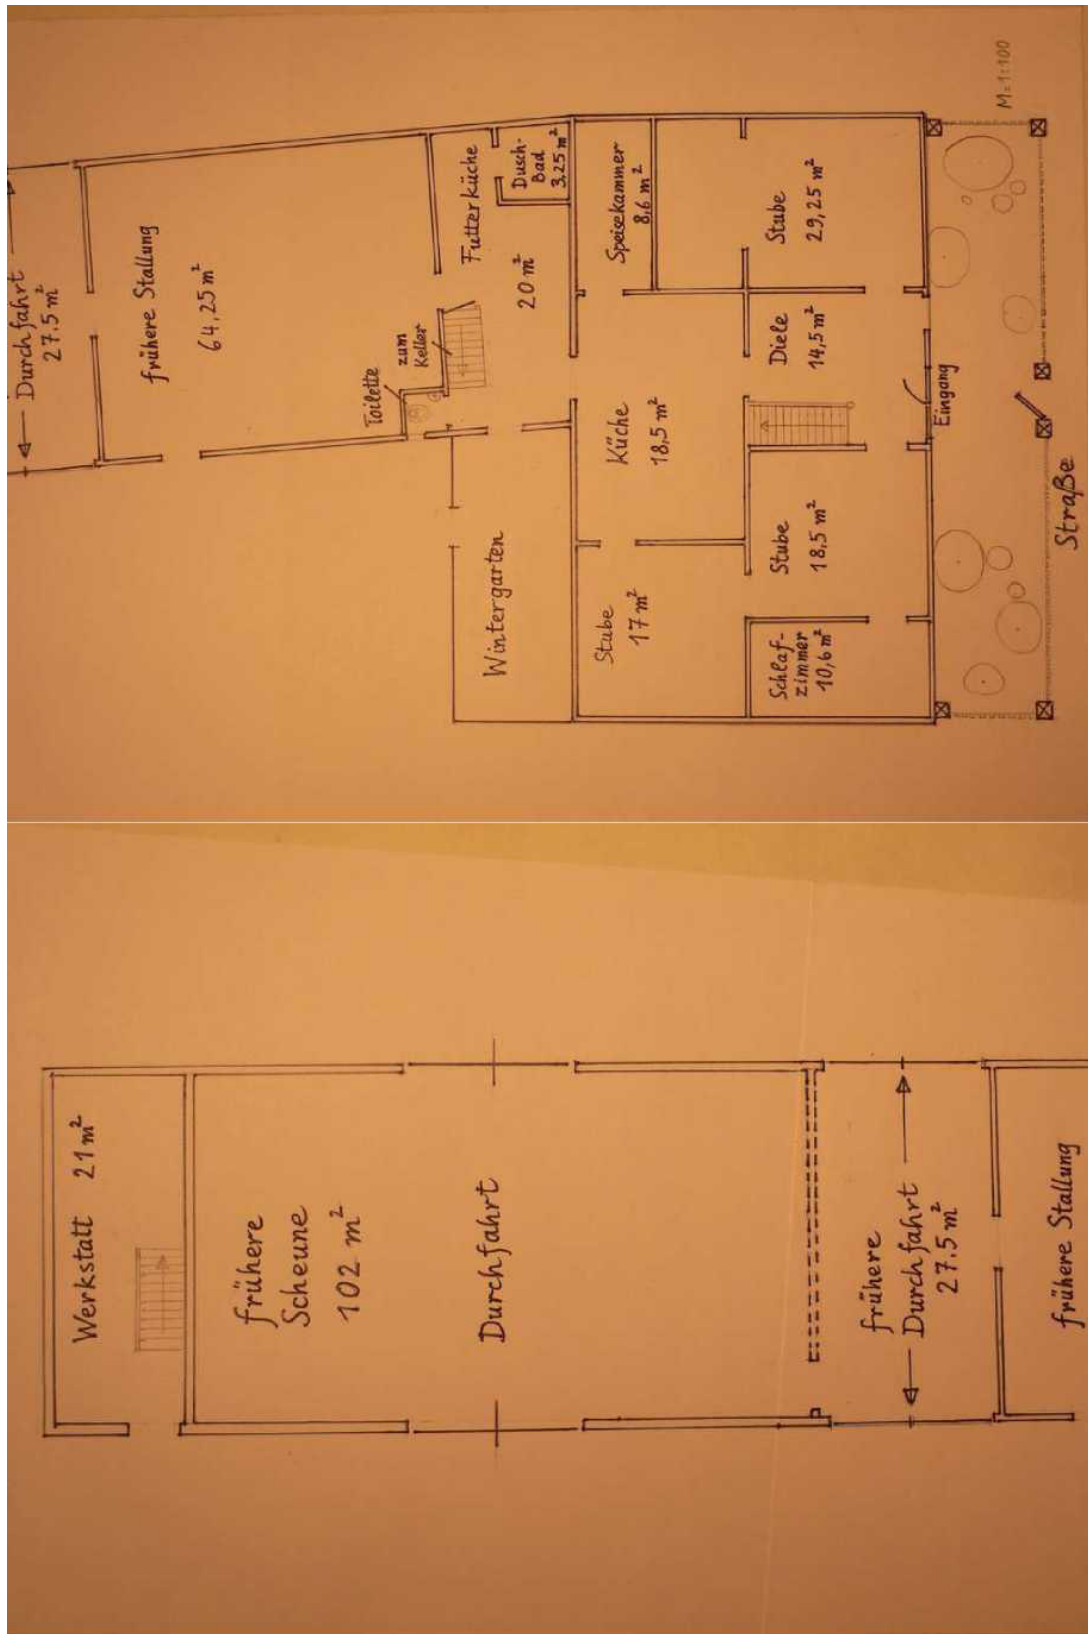 Durchfahrt
27.5 m²
frühere Stallung
64,25 m²
Toilette
zum
Keller
Futterküche
20 m²
Dusch-
Bad
3,25 m²
Speisekammer
8,6 m²
Stube
29,25 m²
Diele
14,5 m²
Küche
18,5 m²
Eingang
Wintergarten
Stube
17 m²
Stube
18,5 m²
Schlaf-
zimmer
10,6 m²
Straße
M=1:100
Werkstatt 21 m²
frühere
Scheune
102 m²
Durchfahrt
frühere
Durchfahrt
27.5 m²
frühere Stallung